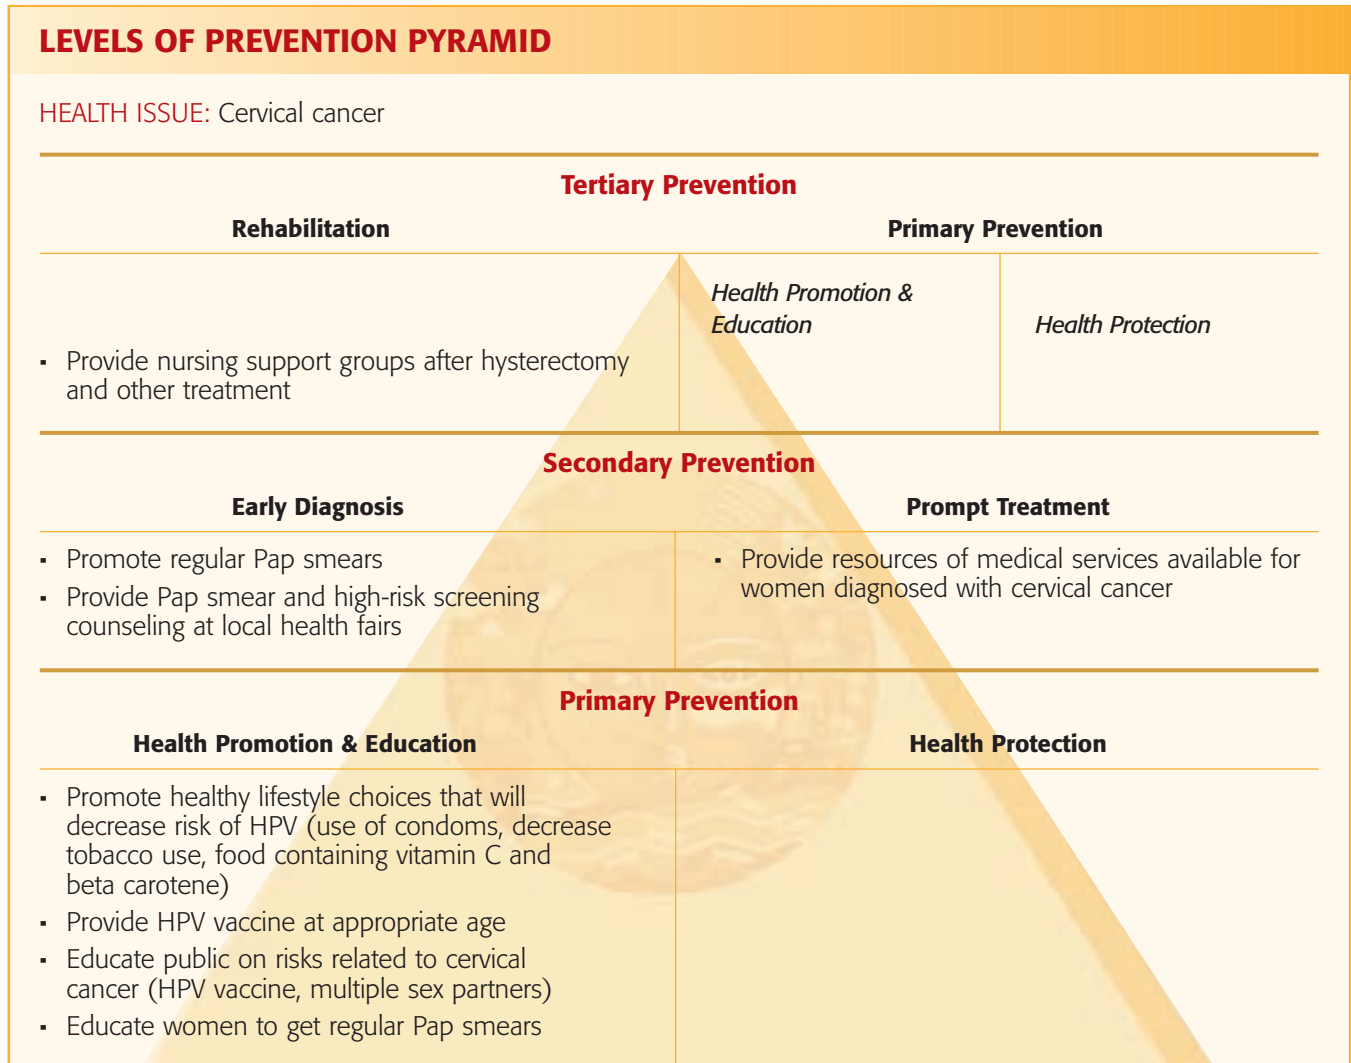 LEVELS OF PREVENTION PYRAMID
HEALTH ISSUE: Cervical cancer
Tertiary Prevention
Rehabilitation
Primary Prevention
Health Promotion &
Education
Health Protection
▪ Provide nursing support groups after hysterectomy
and other treatment
Secondary Prevention
Early Diagnosis
▪ Promote regular Pap smears
▪ Provide Pap smear and high-risk screening
counseling at local health fairs
Prompt Treatment
▪ Provide resources of medical services available for
women diagnosed with cervical cancer
Primary Prevention
Health Promotion & Education
▪ Promote healthy lifestyle choices that will
decrease risk of HPV (use of condoms, decrease
tobacco use, food containing vitamin C and
beta carotene)
▪ Provide HPV vaccine at appropriate age
▪ Educate public on risks related to cervical
cancer (HPV vaccine, multiple sex partners)
▪ Educate women to get regular Pap smears
Health Protection